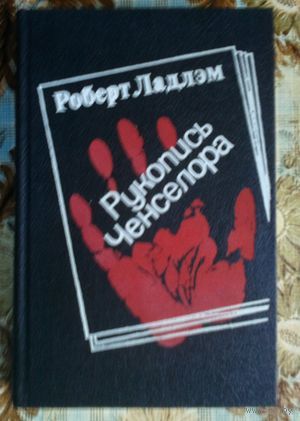 Роберт Ладлэм
Рукопись
Ченселора